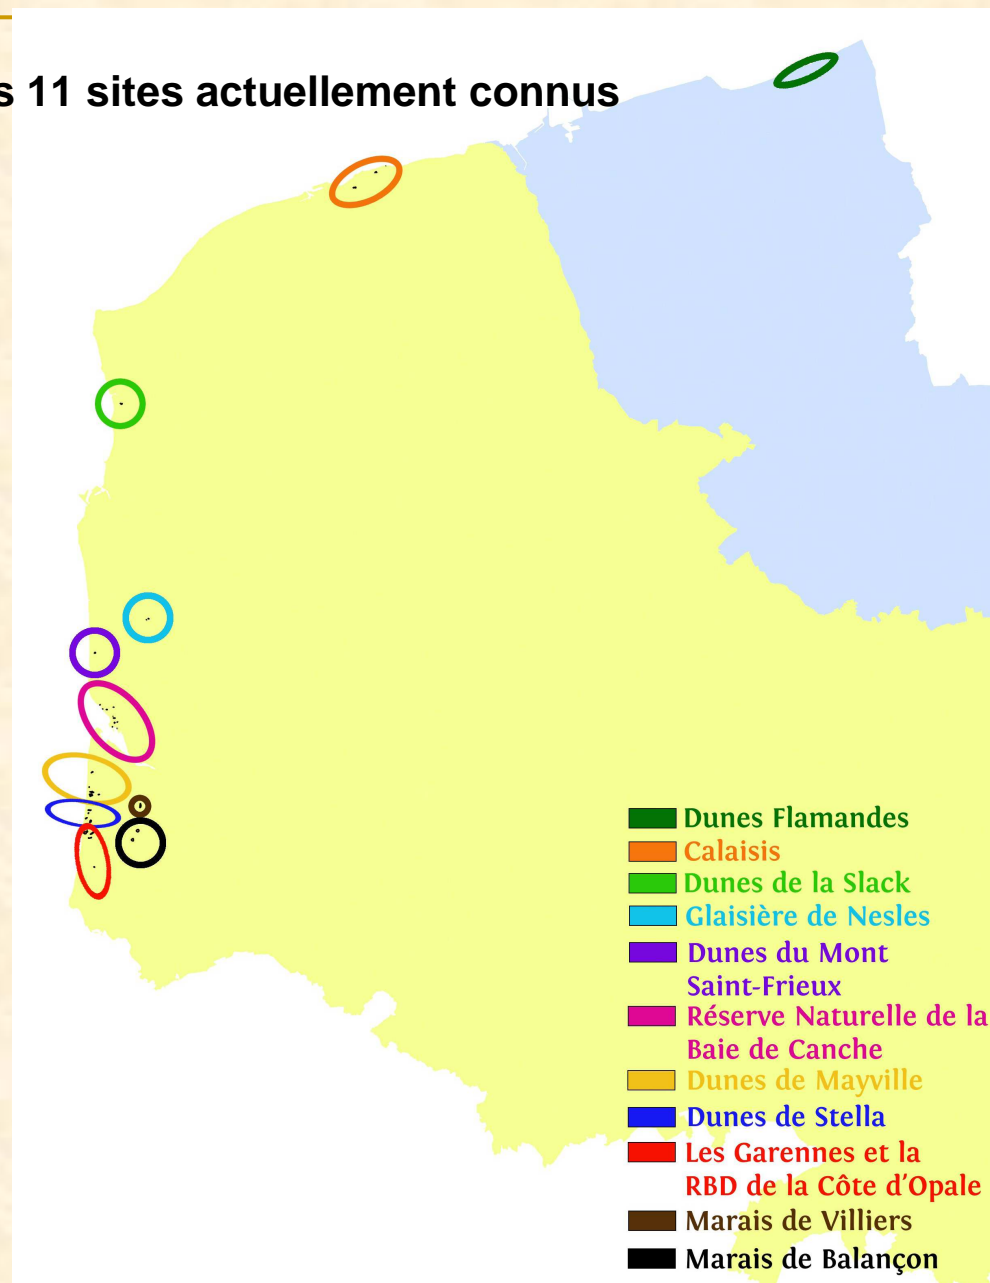 s 11 sites actuellement connus
Dunes Flamandes
Calaisis
Dunes de la Slack
Glaisière de Nesles
Dunes du Mont
Saint-Frieux
Réserve Naturelle de la
Baie de Canche
Dunes de Mayville
Dunes de Stella
Les Garennes et la
RBD de la Côte d'Opale
Marais de Villiers
Marais de Balançon